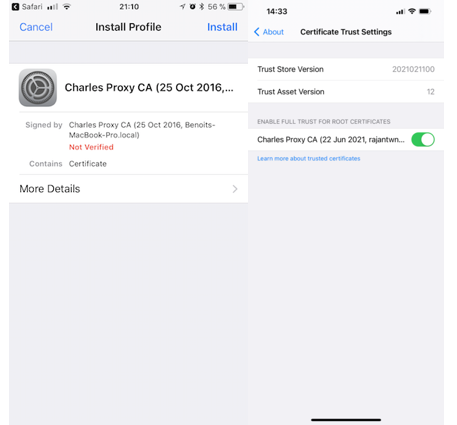 Safari
21:10
56 %
Cancel
Install Profile
Install
Charles Proxy CA (25 Oct 2016,...
Signed by
Charles Proxy CA (25 Oct 2016, Benoits-
MacBook-Pro.local)
Not Verified
Contains
Certificate
More Details
14:33
About
Certificate Trust Settings
Trust Store Version
2021021100
Trust Asset Version
12
ENABLE FULL TRUST FOR ROOT CERTIFICATES
Charles Proxy CA (22 Jun 2021, rajantwn...
Learn more about trusted certificates